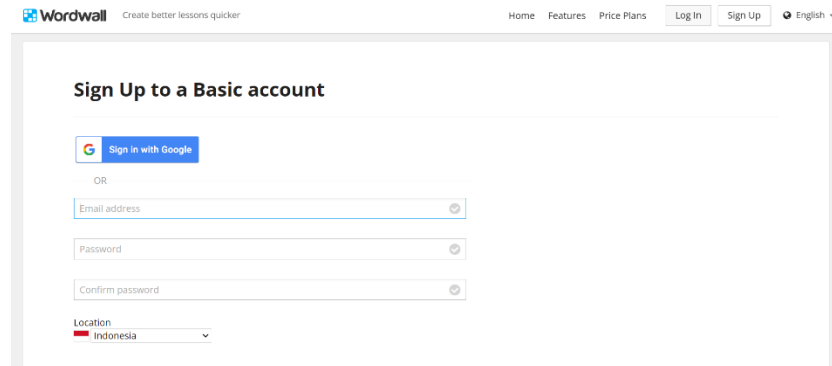 Wordwall Create better lessons quicker Home Features Price Plans Log In Sign Up English
Sign Up to a Basic account
G Sign in with Google
OR
Email address
Password
Confirm password
Location
Indonesia